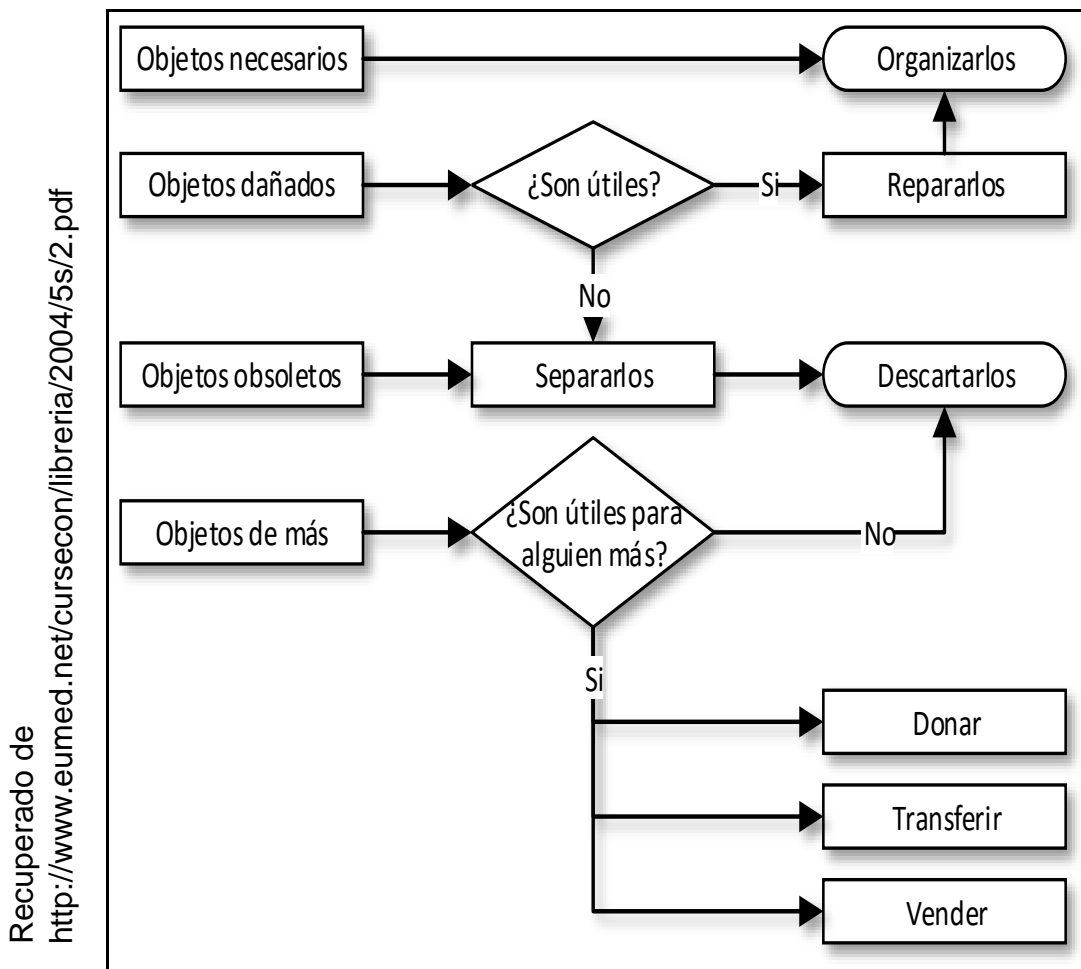 Recuperado de
http://www.eumed.net/cursecon/libreria/2004/5s/2.pdf
Objetos necesarios
Organizarlos
Objetos dañados
¿Son útiles?
Si
Repararlos
No
Objetos obsoletos
Separarlos
Descartarlos
Objetos de más
¿Son útiles para
alguien más?
No
Si
Donar
Transferir
Vender